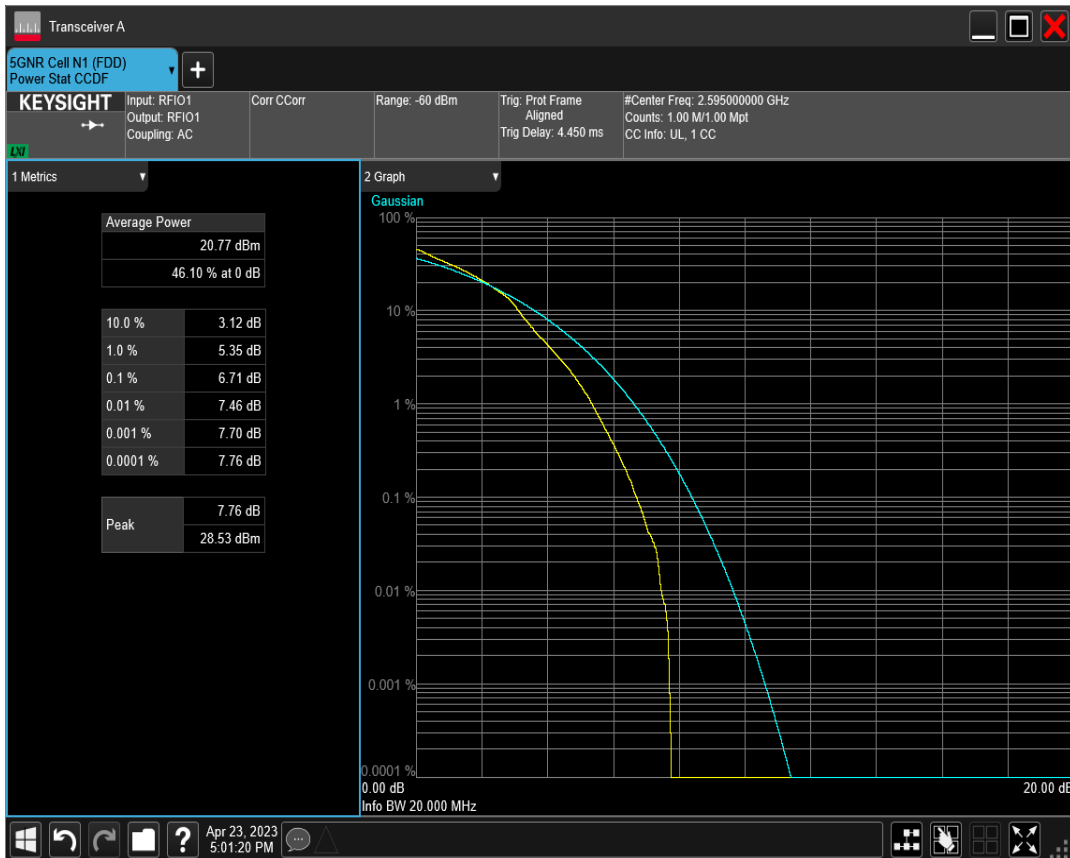 Transceiver A
5GNR Cell N1 (FDD)
Power Stat CCDF
+
KEYSIGHT
LXI
Input: RFIO1
Output: RFIO1
Coupling: AC
Corr CCorr
Range: -60 dBm
Trig: Prot Frame
Aligned
Trig Delay: 4.450 ms
#Center Freq: 2.595000000 GHz
Counts: 1.00 M/1.00 Mpt
CC Info: UL, 1 CC
1 Metrics
Average Power
20.77 dBm
46.10 % at 0 dB
10.0 % 3.12 dB
1.0 % 5.35 dB
0.1 % 6.71 dB
0.01 % 7.46 dB
0.001 % 7.70 dB
0.0001 % 7.76 dB
Peak 7.76 dB
28.53 dBm
2 Graph
Gaussian
100 %
10 %
1 %
0.1 %
0.01 %
0.001 %
0.0001 %
0.00 dB 20.00 dB
Info BW 20.000 MHz
?
Apr 23, 2023
5:01:20 PM